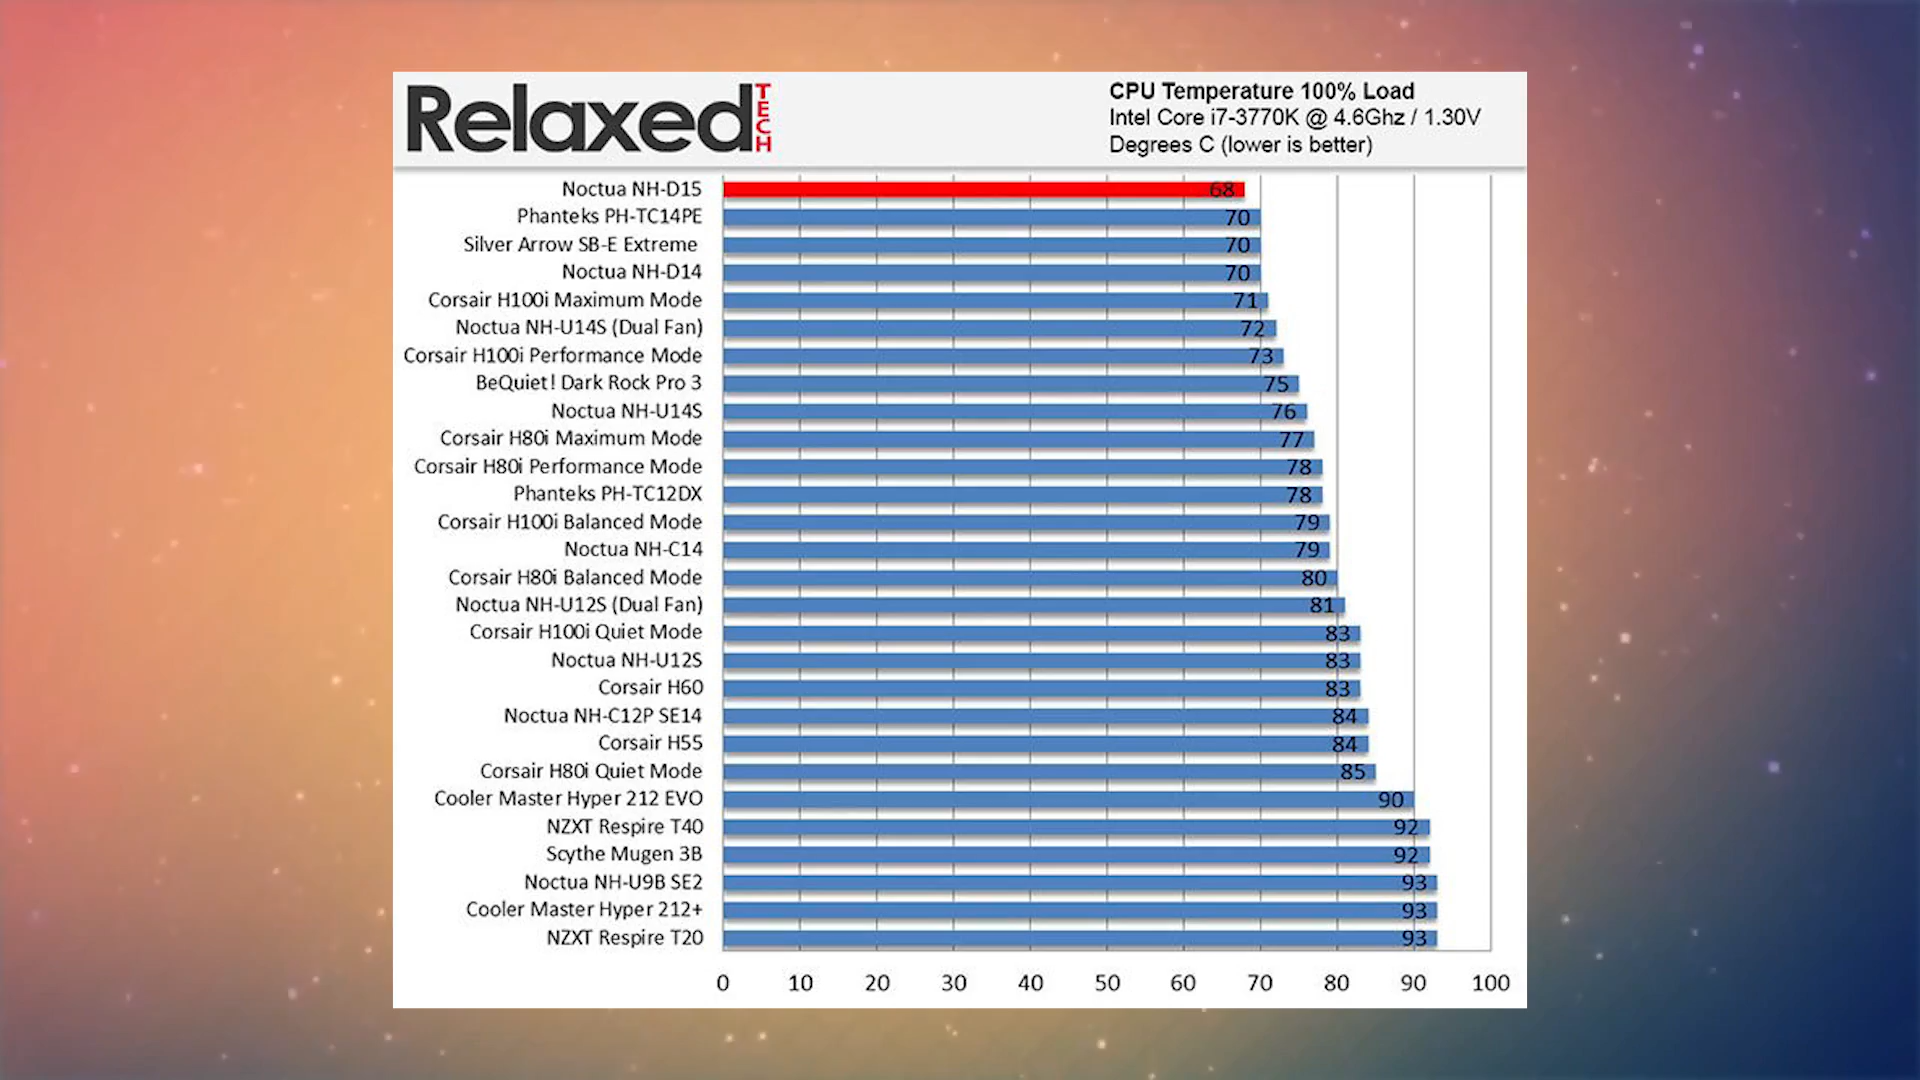 Relaxed TECH
CPU Temperature 100% Load
Intel Core i7-3770K @ 4.6Ghz / 1.30V
Degrees C (lower is better)
Noctua NH-D15 68
Phanteks PH-TC14PE 70
Silver Arrow SB-E Extreme 70
Noctua NH-D14 70
Corsair H100i Maximum Mode 71
Noctua NH-U14S (Dual Fan) 72
Corsair H100i Performance Mode 73
BeQuiet! Dark Rock Pro 3 75
Noctua NH-U14S 76
Corsair H80i Maximum Mode 77
Corsair H80i Performance Mode 78
Phanteks PH-TC12DX 78
Corsair H100i Balanced Mode 79
Noctua NH-C14 79
Corsair H80i Balanced Mode 80
Noctua NH-U12S (Dual Fan) 81
Corsair H100i Quiet Mode 83
Noctua NH-U12S 83
Corsair H60 83
Noctua NH-C12P SE14 84
Corsair H55 84
Corsair H80i Quiet Mode 85
Cooler Master Hyper 212 EVO 90
NZXT Respire T40 92
Scythe Mugen 3B 92
Noctua NH-U9B SE2 93
Cooler Master Hyper 212+ 93
NZXT Respire T20 93
0 10 20 30 40 50 60 70 80 90 100